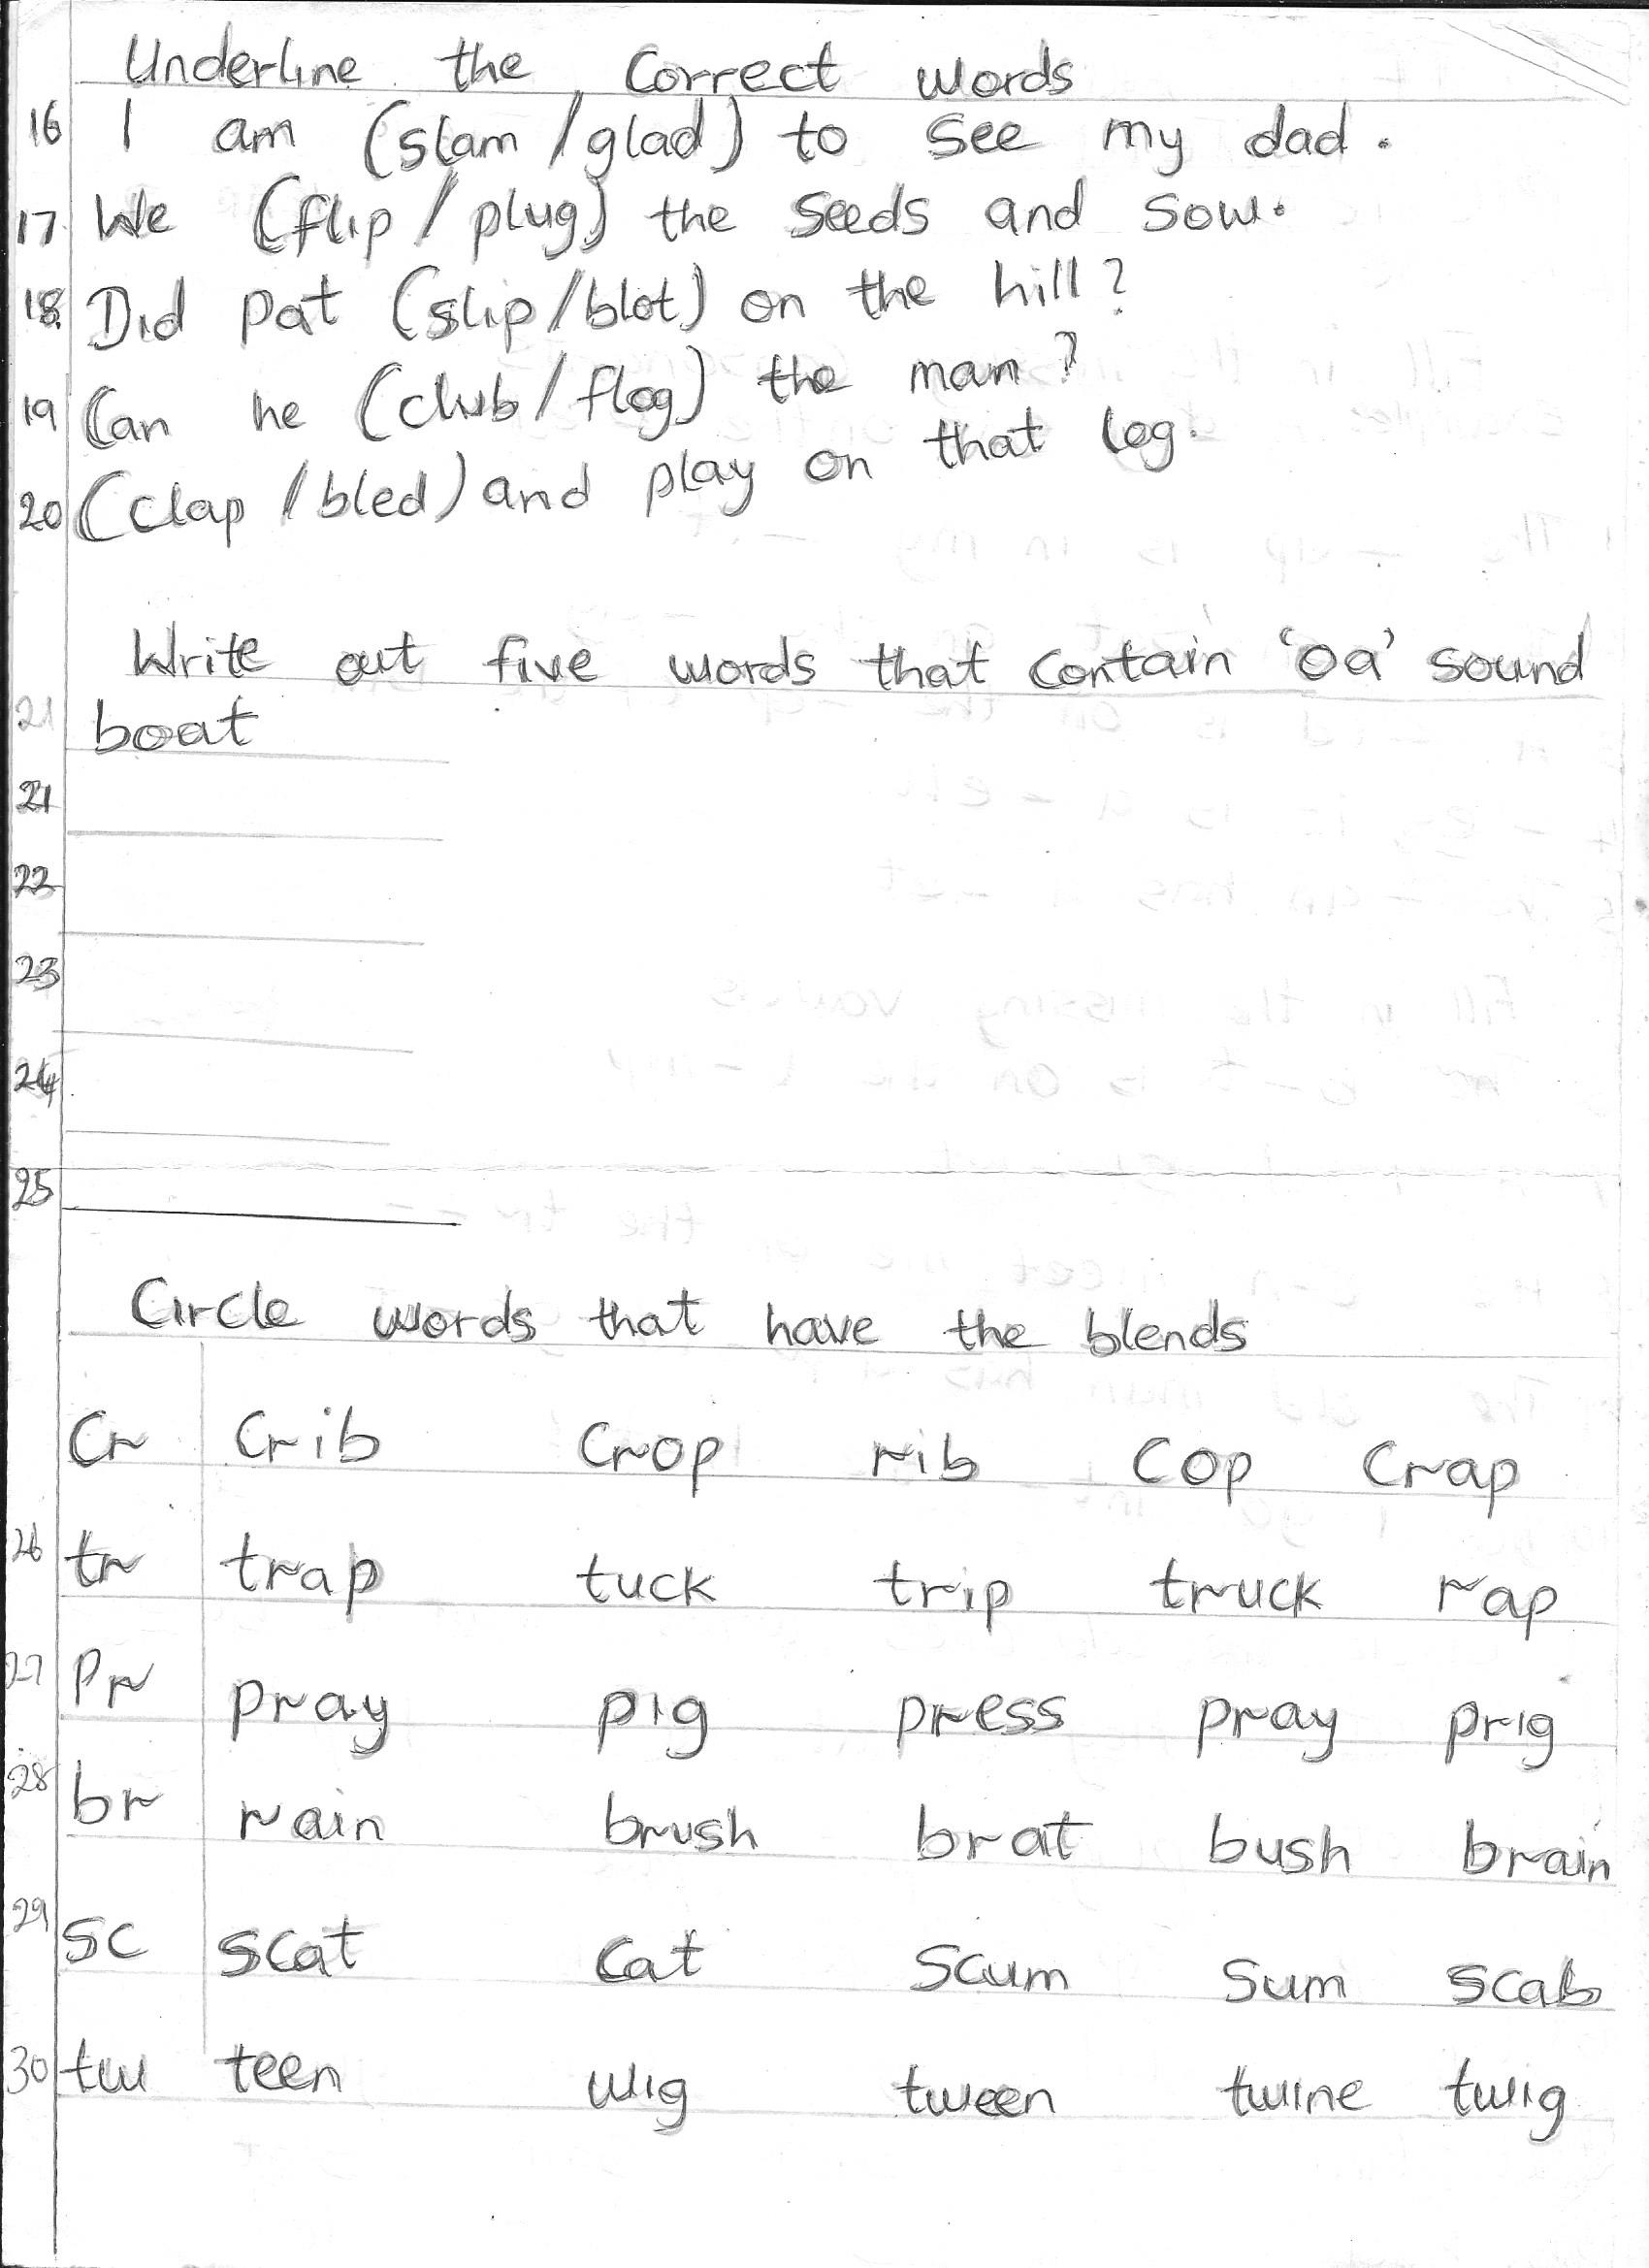 Underline the Correct words
16 I am (slam / glad) to see my dad.
17 We (flip / plug) the seeds and sow.
18. Did Pat (slip / blot) on the hill?
19 Can he (club / flog) the man?
20 (Clap / bled) and play on that log.
Write out five words that contain 'oa' sound
21 boat
21
22
23
24
25
Circle words that have the blends
Cr Crib Crop rib Cop Crap
26 tr trap tuck trip truck rap
27 Pr pray pig press pray prig
28 br rain brush brat bush brain
29 sc scat Cat Scum Sum scab
30 tw teen wig tween twine twig